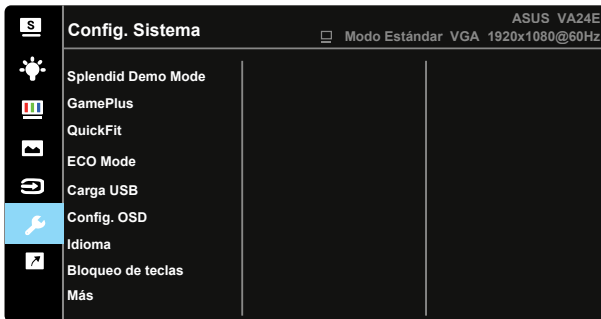 S
Config. Sistema
ASUS VA24E
Modo Estándar VGA 1920x1080@60Hz
Splendid Demo Mode
GamePlus
QuickFit
ECO Mode
Carga USB
Config. OSD
Idioma
Bloqueo de teclas
Más